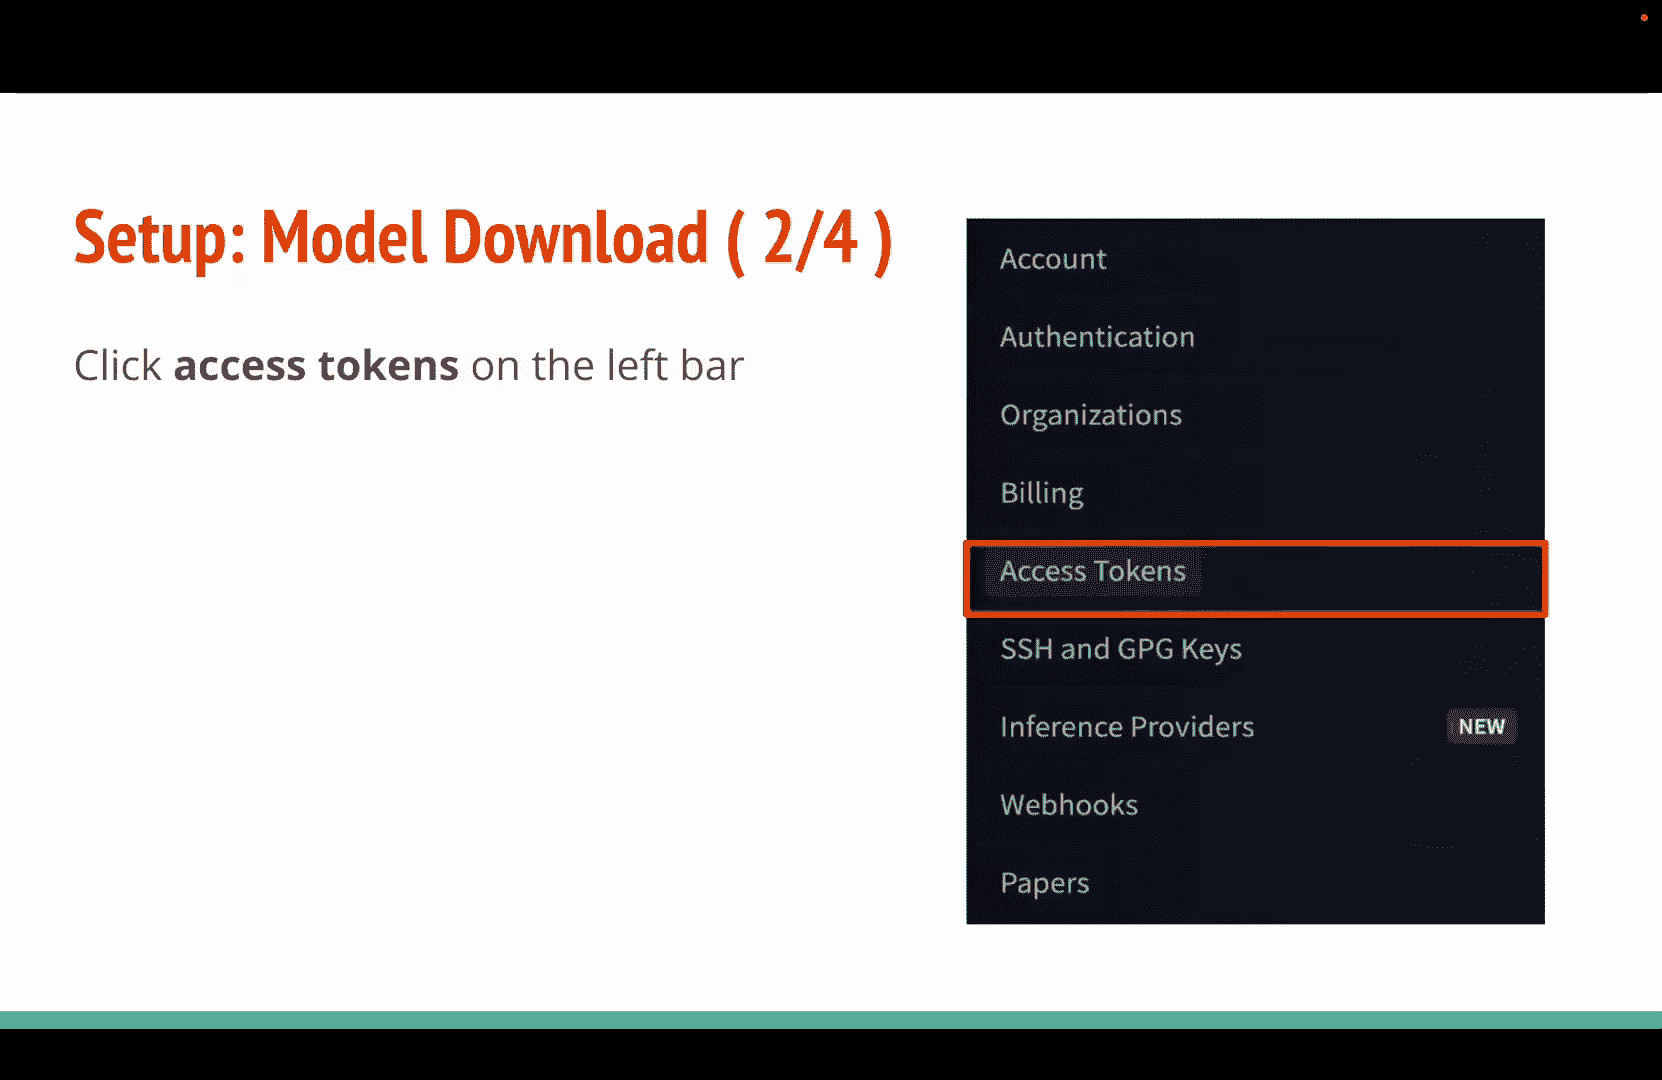 Setup: Model Download ( 2/4 )
Click access tokens on the left bar
Account
Authentication
Organizations
Billing
Access Tokens
SSH and GPG Keys
Inference Providers NEW
Webhooks
Papers